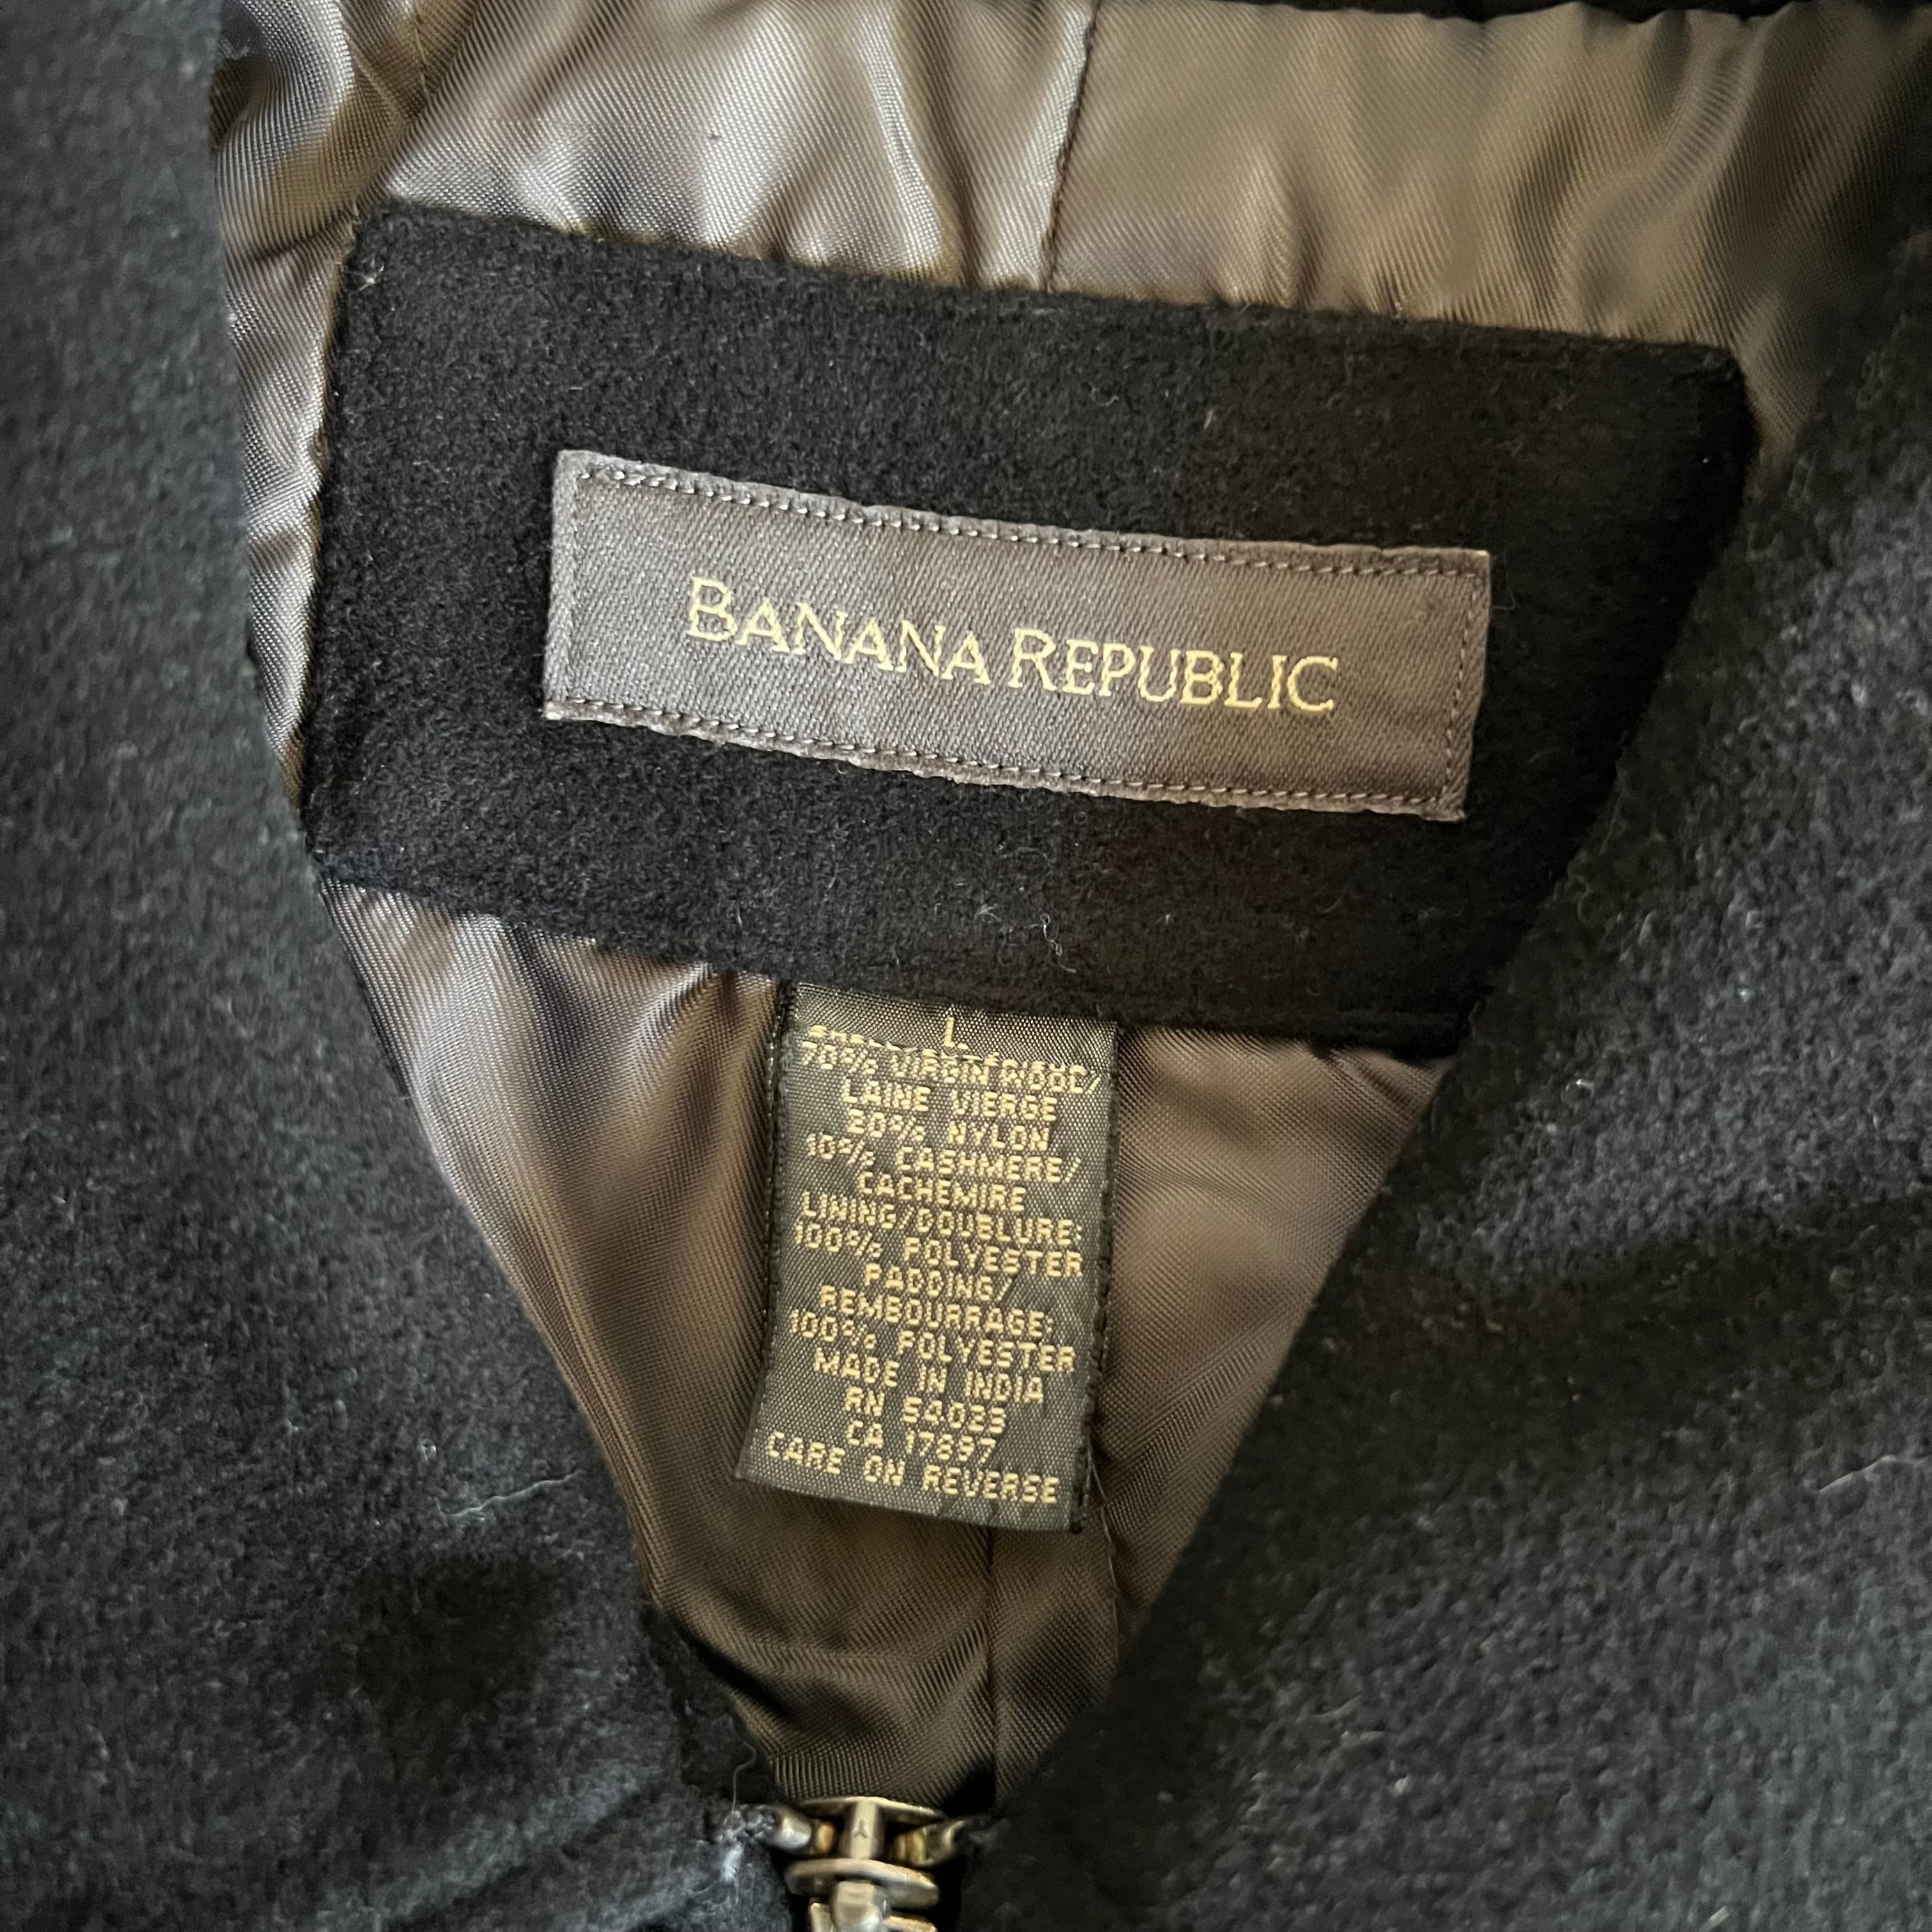 BANANA REPUBLIC
L
70% VIRGIN
LAINE VIERGE
20% NYLON
10% CASHMERE/
CACHEMIRE
LINING/DOUBLURE:
100% POLYESTER
PADDING/
REMBOURRAGE:
100% POLYESTER
MADE IN INDIA
RN 54023
CA 17897
CARE ON REVERSE